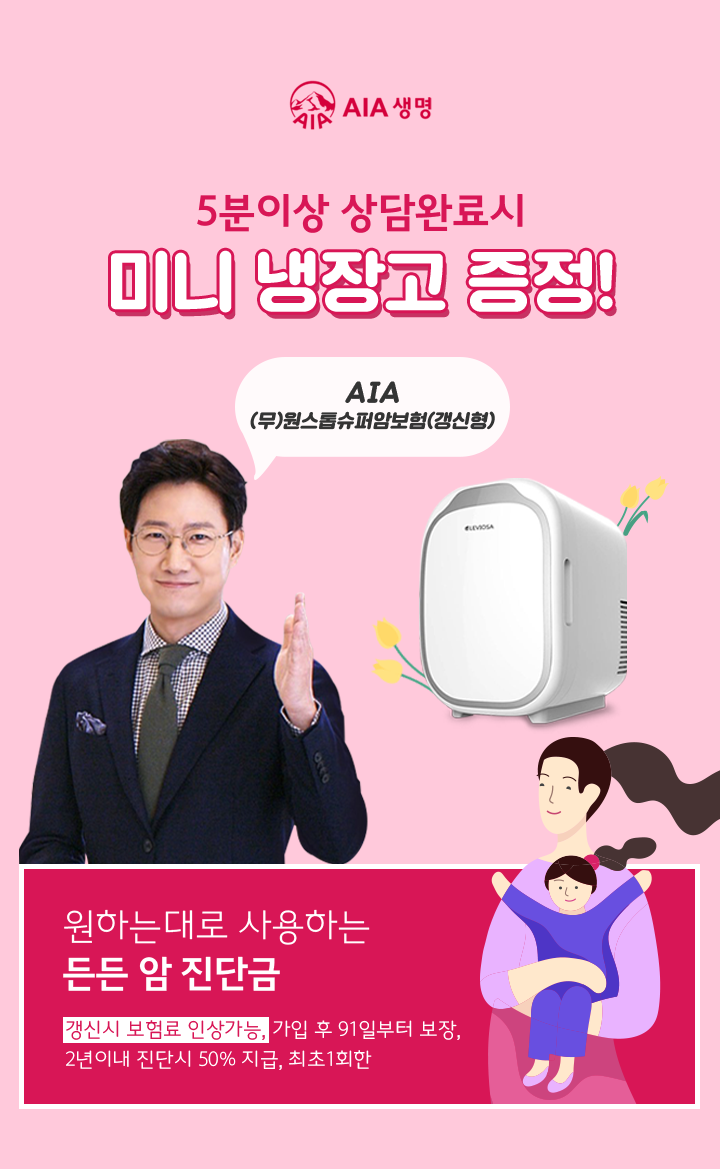 AIA 생명
AIA
5분이상 상담완료시
미니 냉장고 증정!
AIA
(무)원스톱슈퍼암보험(갱신형)
LEVIOSA
원하는대로 사용하는
든든 암 진단금
갱신시 보험료 인상가능, 가입 후 91일부터 보장,
2년이내 진단시 50% 지급, 최초1회한